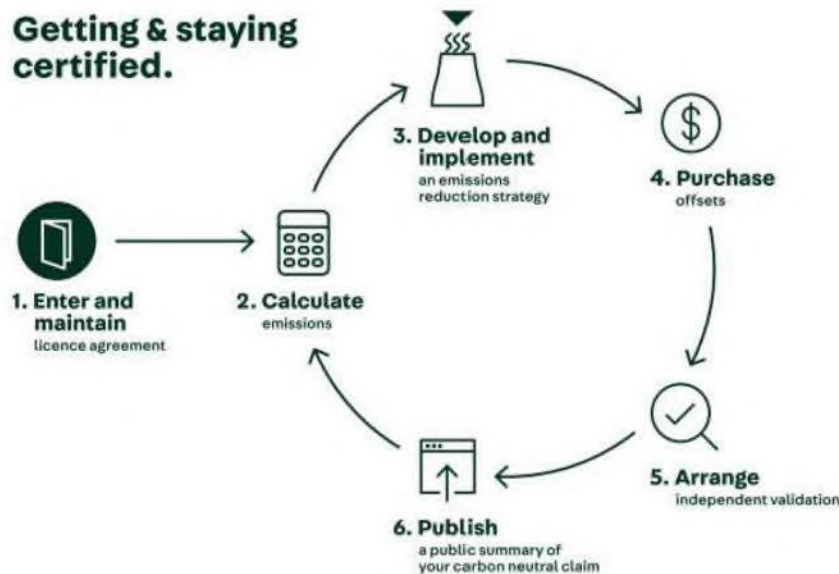 Getting & staying
certified.
3. Develop and
implement
an emissions
reduction strategy
$
4. Purchase
offsets
1. Enter and
maintain
licence agreement
2. Calculate
emissions
5. Arrange
independent validation
6. Publish
a public summary of
your carbon neutral claim